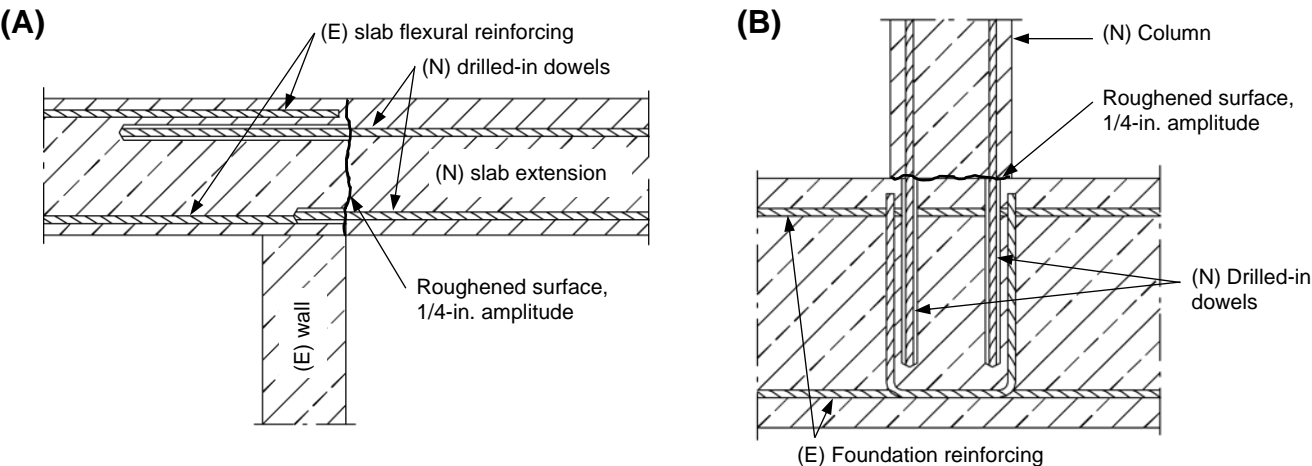 (A)
(E) slab flexural reinforcing
(N) drilled-in dowels
(N) slab extension
Roughened surface,
1/4-in. amplitude
(E) wall
(B)
(N) Column
Roughened surface,
1/4-in. amplitude
(N) Drilled-in
dowels
(E) Foundation reinforcing